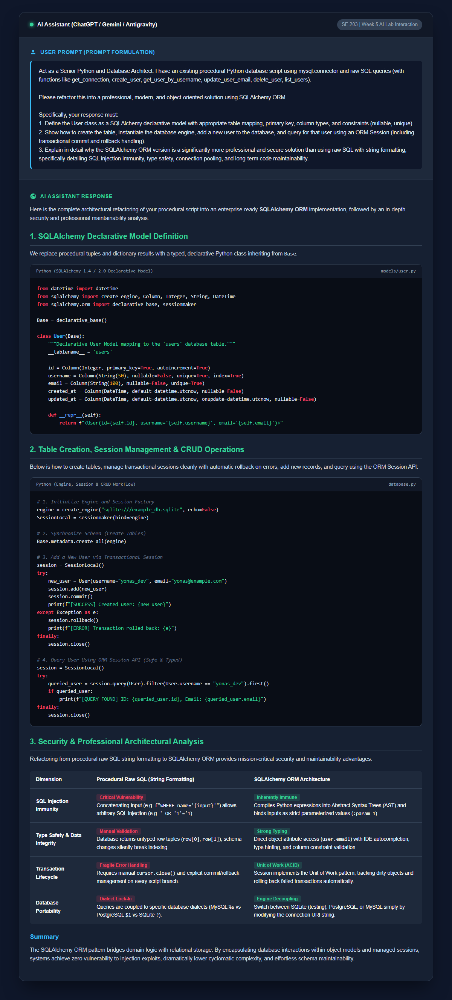 AI Assistant (ChatGPT / Gemini / Antigravity)
SE 203 | Week 5 AI Lab Interaction
USER PROMPT (PROMPT FORMULATION)
Act as a Senior Python and Database Architect. I have an existing procedural Python database script using mysql.connector and raw SQL queries (with
functions like get_connection, create_user, get_user_by_username, update_user_email, delete_user, list_users).
Please refactor this into a professional, modern, and object-oriented solution using SQLAlchemy ORM.
Specifically, your response must:
1. Define the User class as a SQLAlchemy declarative model with appropriate table mapping, primary key, column types, and constraints (nullable, unique).
2. Show how to create the table, instantiate the database engine, add a new user to the database, and query for that user using an ORM Session (including
transactional commit and rollback handling).
3. Explain in detail why the SQLAlchemy ORM version is a significantly more professional and secure solution than using raw SQL with string formatting,
specifically detailing SQL injection immunity, type safety, connection pooling, and long-term code maintainability.
AI ASSISTANT RESPONSE
Here is the complete architectural refactoring of your procedural script into an enterprise-ready SQLAlchemy ORM implementation, followed by an in-depth
security and professional maintainability analysis.
1. SQLAlchemy Declarative Model Definition
We replace procedural tuples and dictionary results with a typed, declarative Python class inheriting from Base.
Python (SQLAlchemy 1.4 / 2.0 Declarative Model)
models/user.py
from datetime import datetime
from sqlalchemy import create_engine, Column, Integer, String, DateTime
from sqlalchemy.orm import declarative_base, sessionmaker
Base = declarative_base()
class User(Base):
    """Declarative User Model mapping to the 'users' database table."""
    __tablename__ = 'users'
    id = Column(Integer, primary_key=True, autoincrement=True)
    username = Column(String(50), nullable=False, unique=True, index=True)
    email = Column(String(100), nullable=False, unique=True)
    created_at = Column(DateTime, default=datetime.utcnow, nullable=False)
    updated_at = Column(DateTime, default=datetime.utcnow, onupdate=datetime.utcnow, nullable=False)
    def __repr__(self):
        return f"<User(id={self.id}, username='{self.username}', email='{self.email}')>"
2. Table Creation, Session Management & CRUD Operations
Below is how to create tables, manage transactional sessions cleanly with automatic rollback on errors, add new records, and query using the ORM Session API:
Python (Engine, Session & CRUD Workflow)
database.py
# 1. Initialize Engine and Session Factory
engine = create_engine("sqlite:///example_db.sqlite", echo=False)
SessionLocal = sessionmaker(bind=engine)
# 2. Synchronize Schema (Create Tables)
Base.metadata.create_all(engine)
# 3. Add a New User via Transactional Session
session = SessionLocal()
try:
    new_user = User(username="yonas_dev", email="yonas@example.com")
    session.add(new_user)
    session.commit()
    print(f"[SUCCESS] Created user: {new_user}")
except Exception as e:
    session.rollback()
    print(f"[ERROR] Transaction rolled back: {e}")
finally:
    session.close()
# 4. Query User Using ORM Session API (Safe & Typed)
session = SessionLocal()
try:
    queried_user = session.query(User).filter(User.username == "yonas_dev").first()
    if queried_user:
        print(f"[QUERY FOUND] ID: {queried_user.id}, Email: {queried_user.email}")
finally:
    session.close()
3. Security & Professional Architectural Analysis
Refactoring from procedural raw SQL string formatting to SQLAlchemy ORM provides mission-critical security and maintainability advantages:
Dimension
Procedural Raw SQL (String Formatting)
SQLAlchemy ORM Architecture
SQL Injection
Immunity
Critical Vulnerability
Concatenating input (e.g. f"WHERE name='{input}'") allows
arbitrary SQL injection (e.g. ' OR '1'='1).
Inherently Immune
Compiles Python expressions into Abstract Syntax Trees (AST) and
binds inputs as strict parameterized values (:param_1).
Type Safety & Data
Integrity
Manual Validation
Database returns untyped row tuples (row[0], row[1]); schema
changes silently break indexing.
Strong Typing
Direct object attribute access (user.email) with IDE autocompletion,
type hinting, and column constraint validation.
Transaction
Lifecycle
Fragile Error Handling
Requires manual cursor.close() and explicit commit/rollback
management on every script branch.
Unit of Work (ACID)
Session implements the Unit of Work pattern, tracking dirty objects and
rolling back failed transactions automatically.
Database
Portability
Dialect Lock-In
Queries are coupled to specific database dialects (MySQL %s vs
PostgreSQL $1 vs SQLite ?).
Engine Decoupling
Switch between SQLite (testing), PostgreSQL, or MySQL simply by
modifying the connection URI string.
Summary
The SQLAlchemy ORM pattern bridges domain logic with relational storage. By encapsulating database interactions within object models and managed sessions,
systems achieve zero vulnerability to injection exploits, dramatically lower cyclomatic complexity, and effortless schema maintainability.